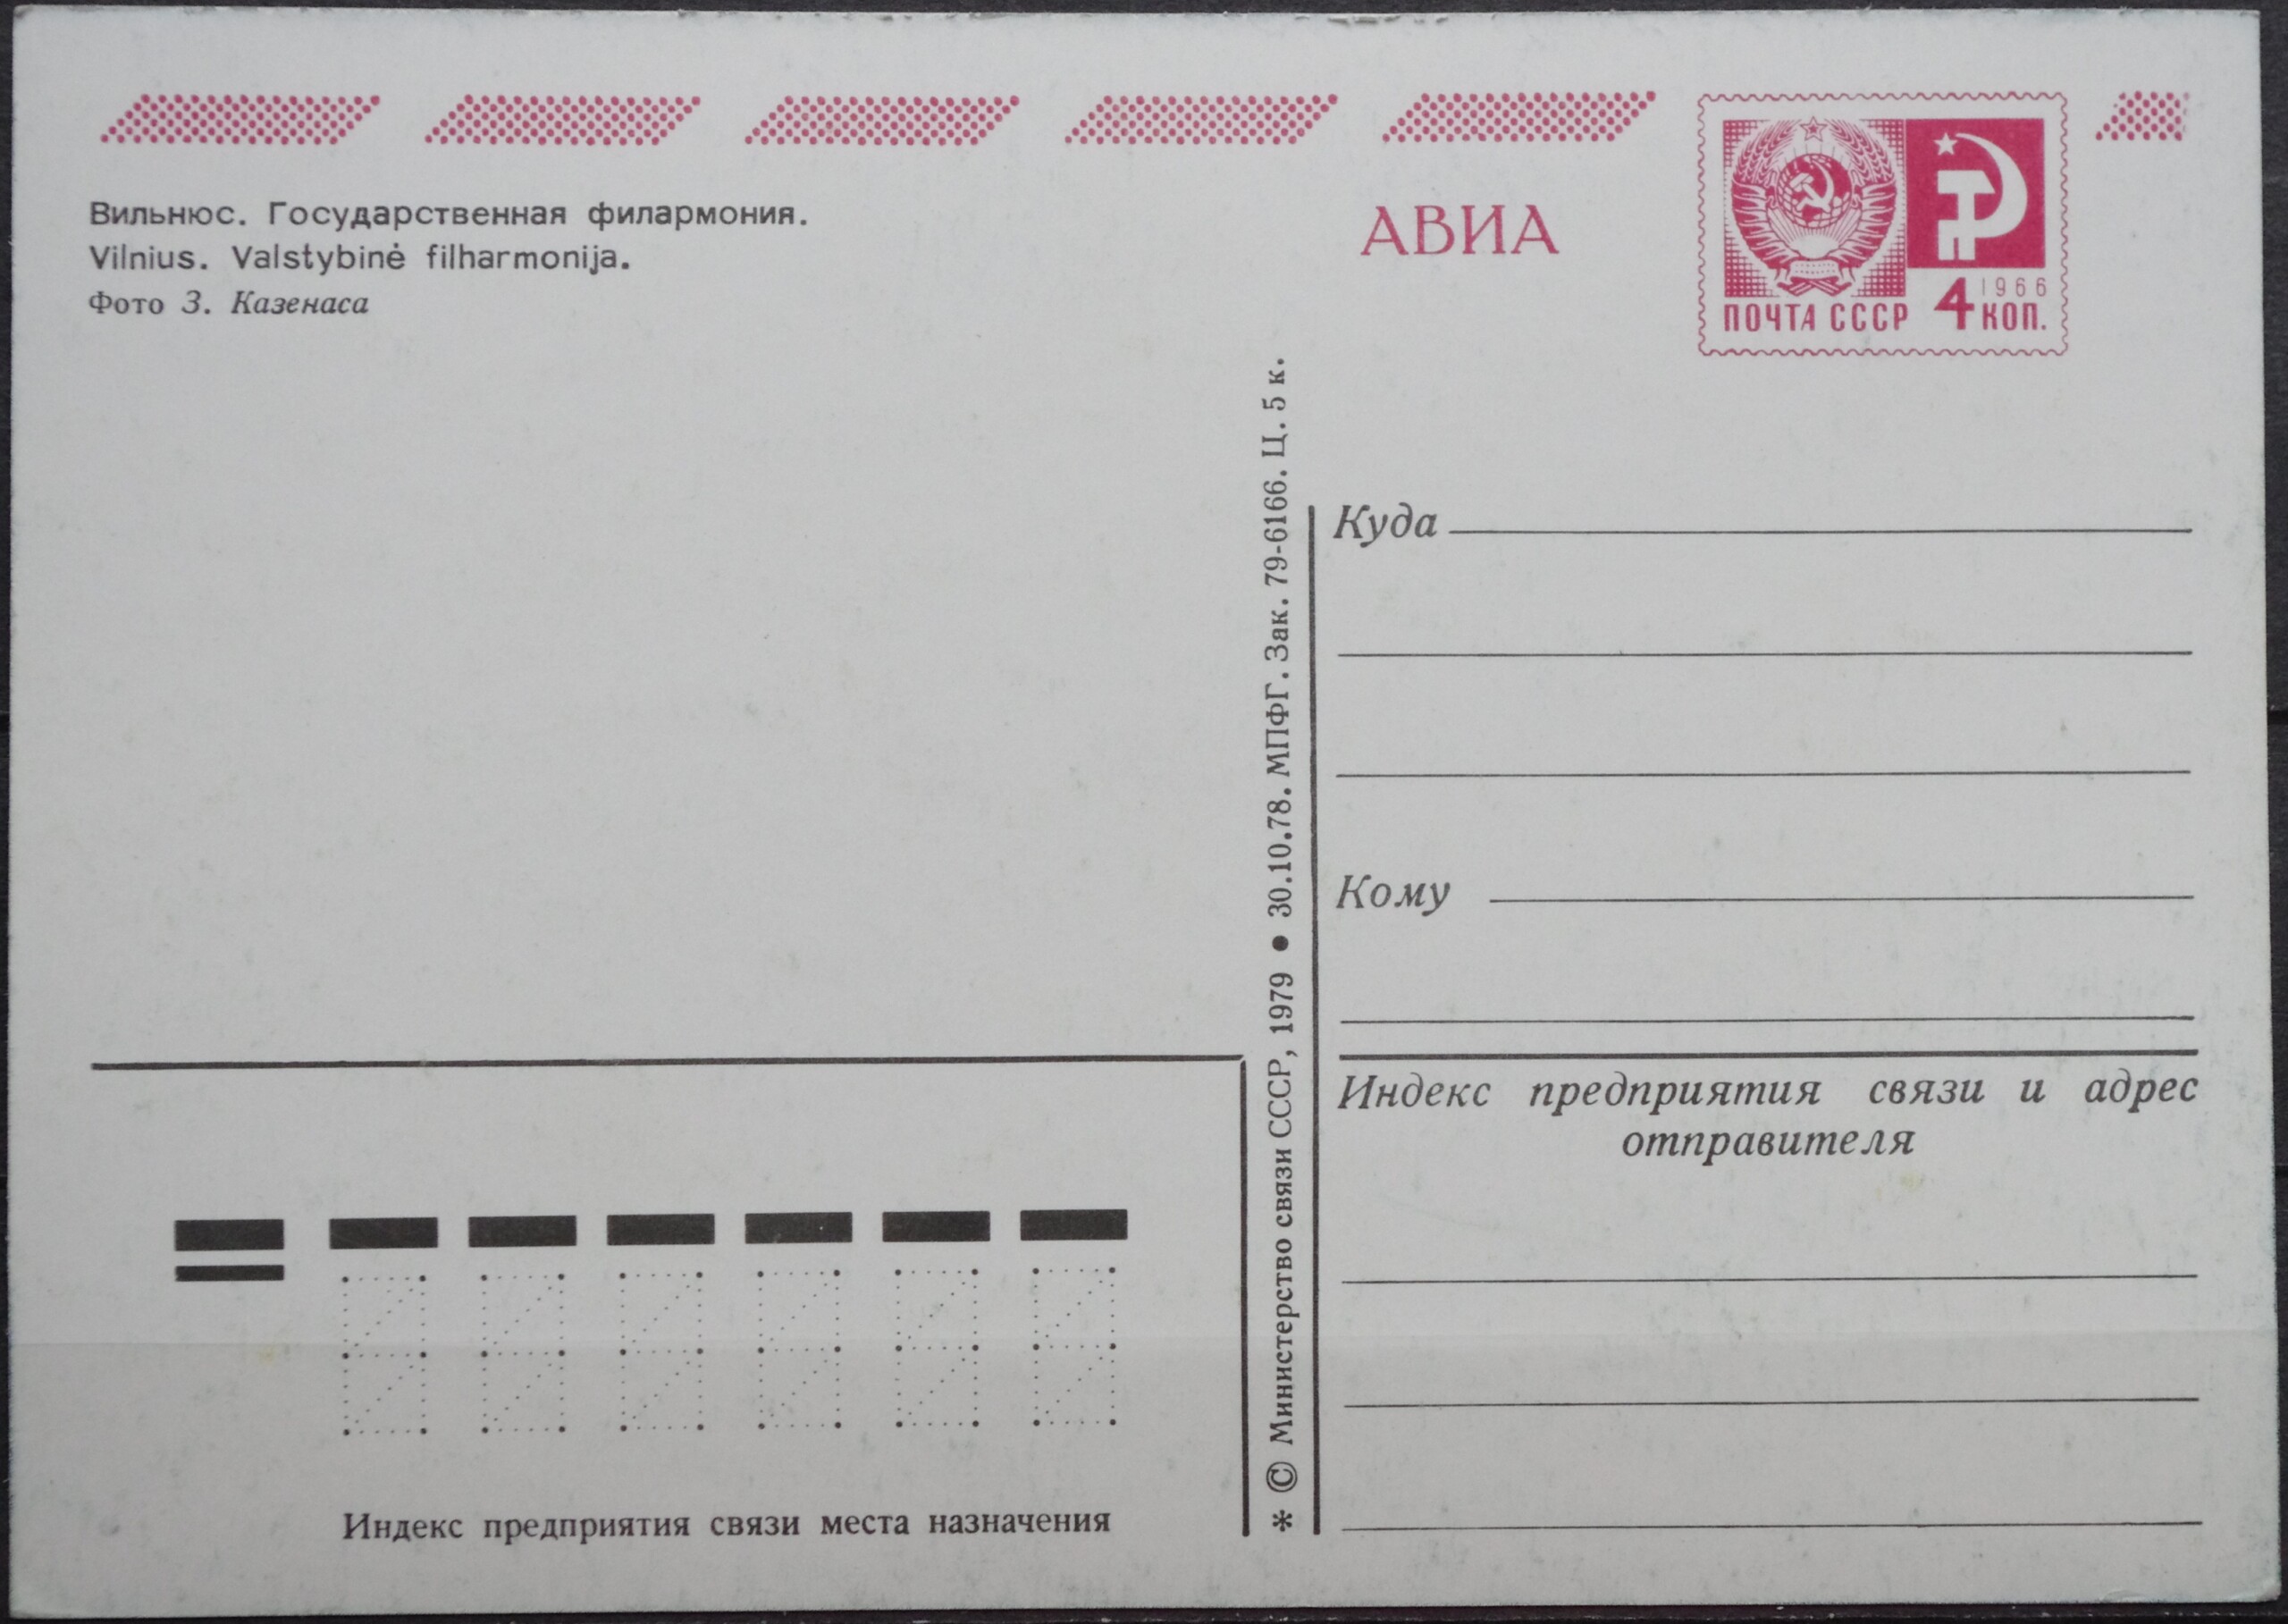 Вильнюс. Государственная филармония.
Vilnius. Valstybinė filharmonija.
Фото З. Казенаса
АВИА
1966
ПОЧТА СССР 4 КОП.
* © Министерство связи СССР, 1979 ● 30.10.78. МПФГ. Зак. 79-6166. Ц. 5 к.
Куда
Кому
Индекс предприятия связи и адрес
отправителя
Индекс предприятия связи места назначения